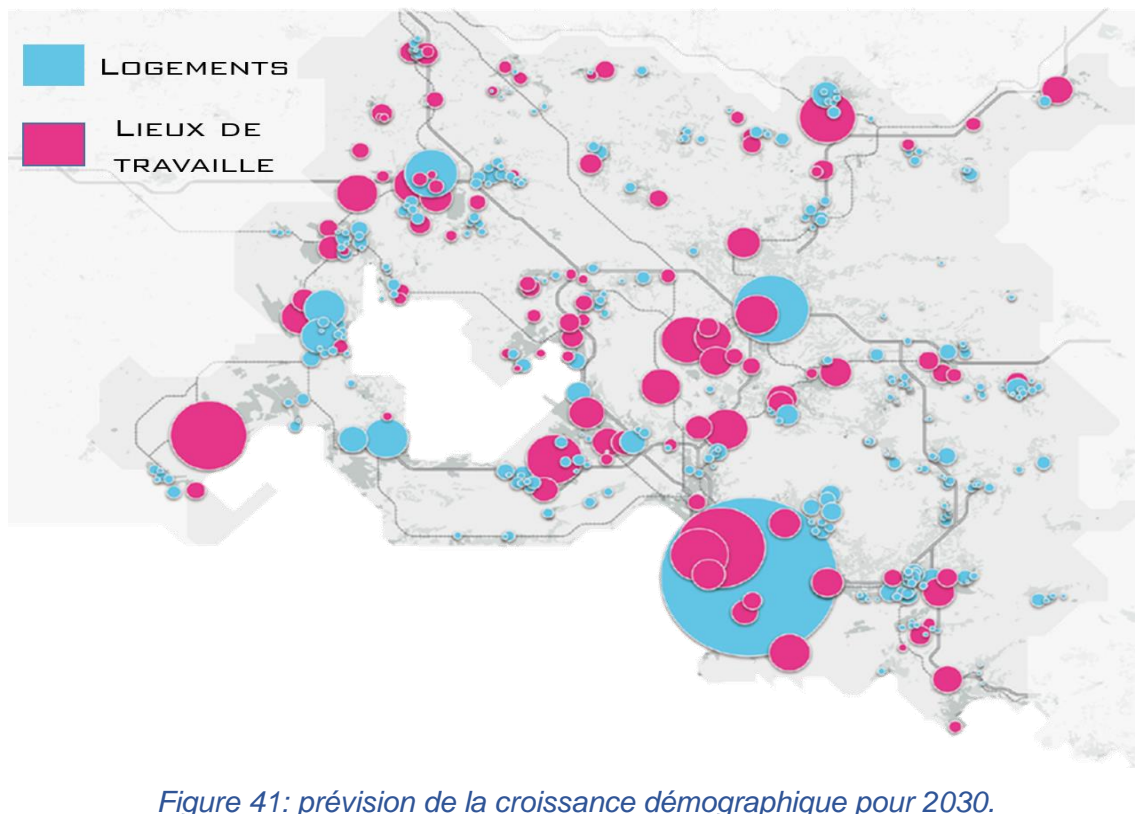 LOGEMENTS
LIEUX DE
TRAVAILLE
Figure 41: prévision de la croissance démographique pour 2030.